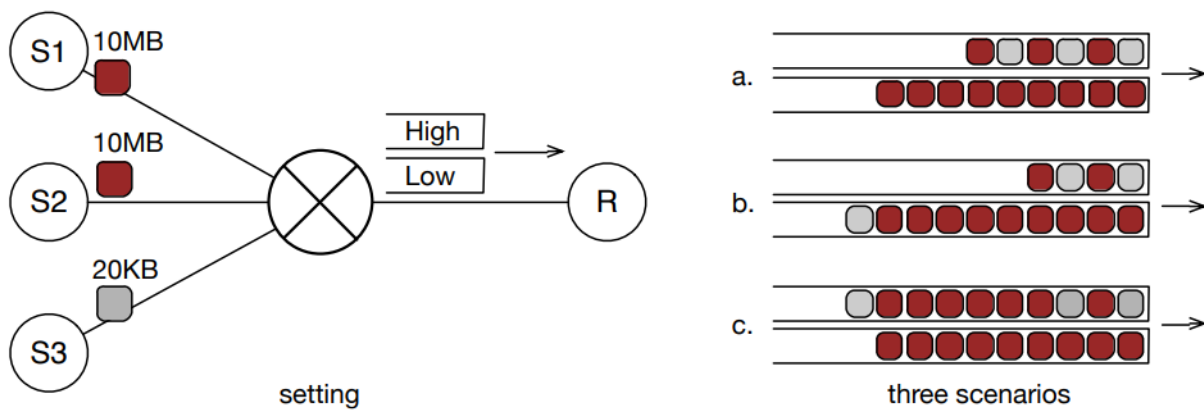 S1
10MB
S2
10MB
S3
20KB
High
Low
R
setting
a.
b.
c.
three scenarios